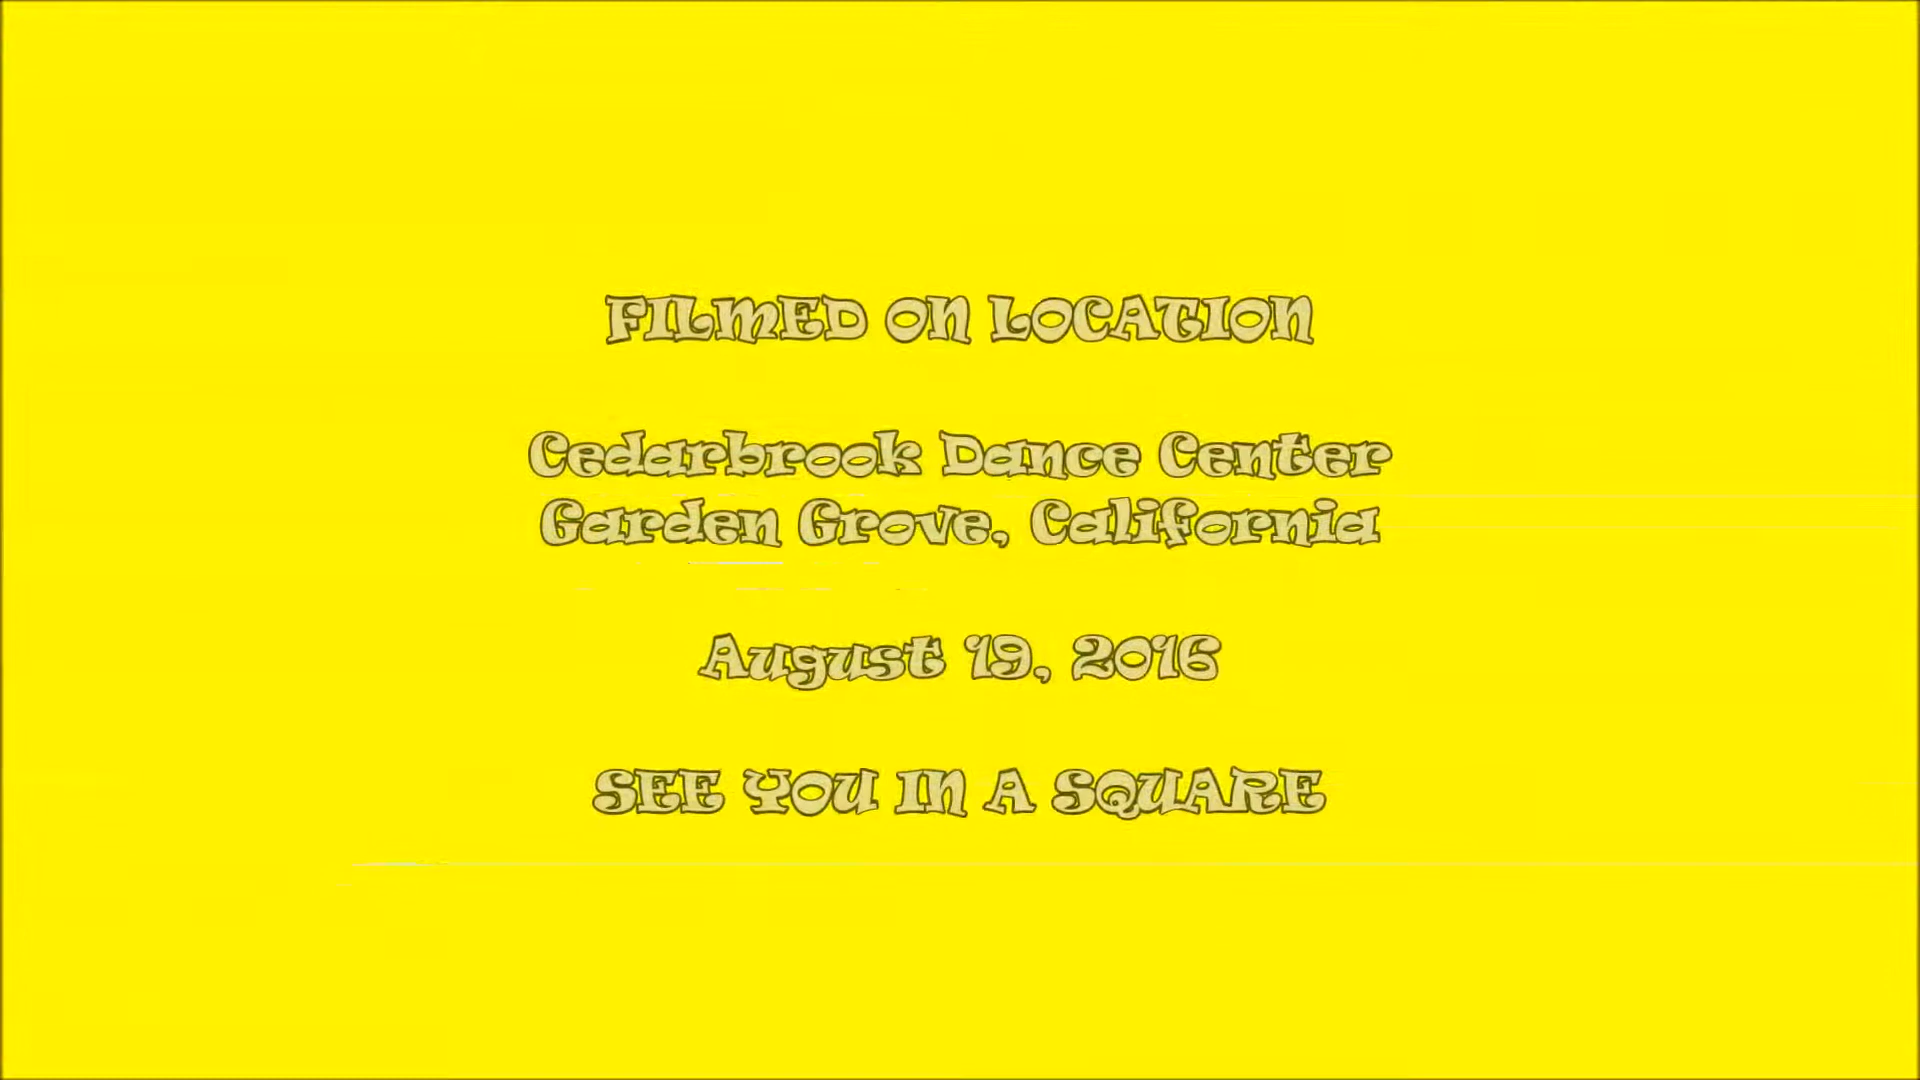 FILMED ON LOCATION
Cedarbrook Dance Center
Garden Grove, California
August 19, 2016
SEE YOU IN A SQUARE